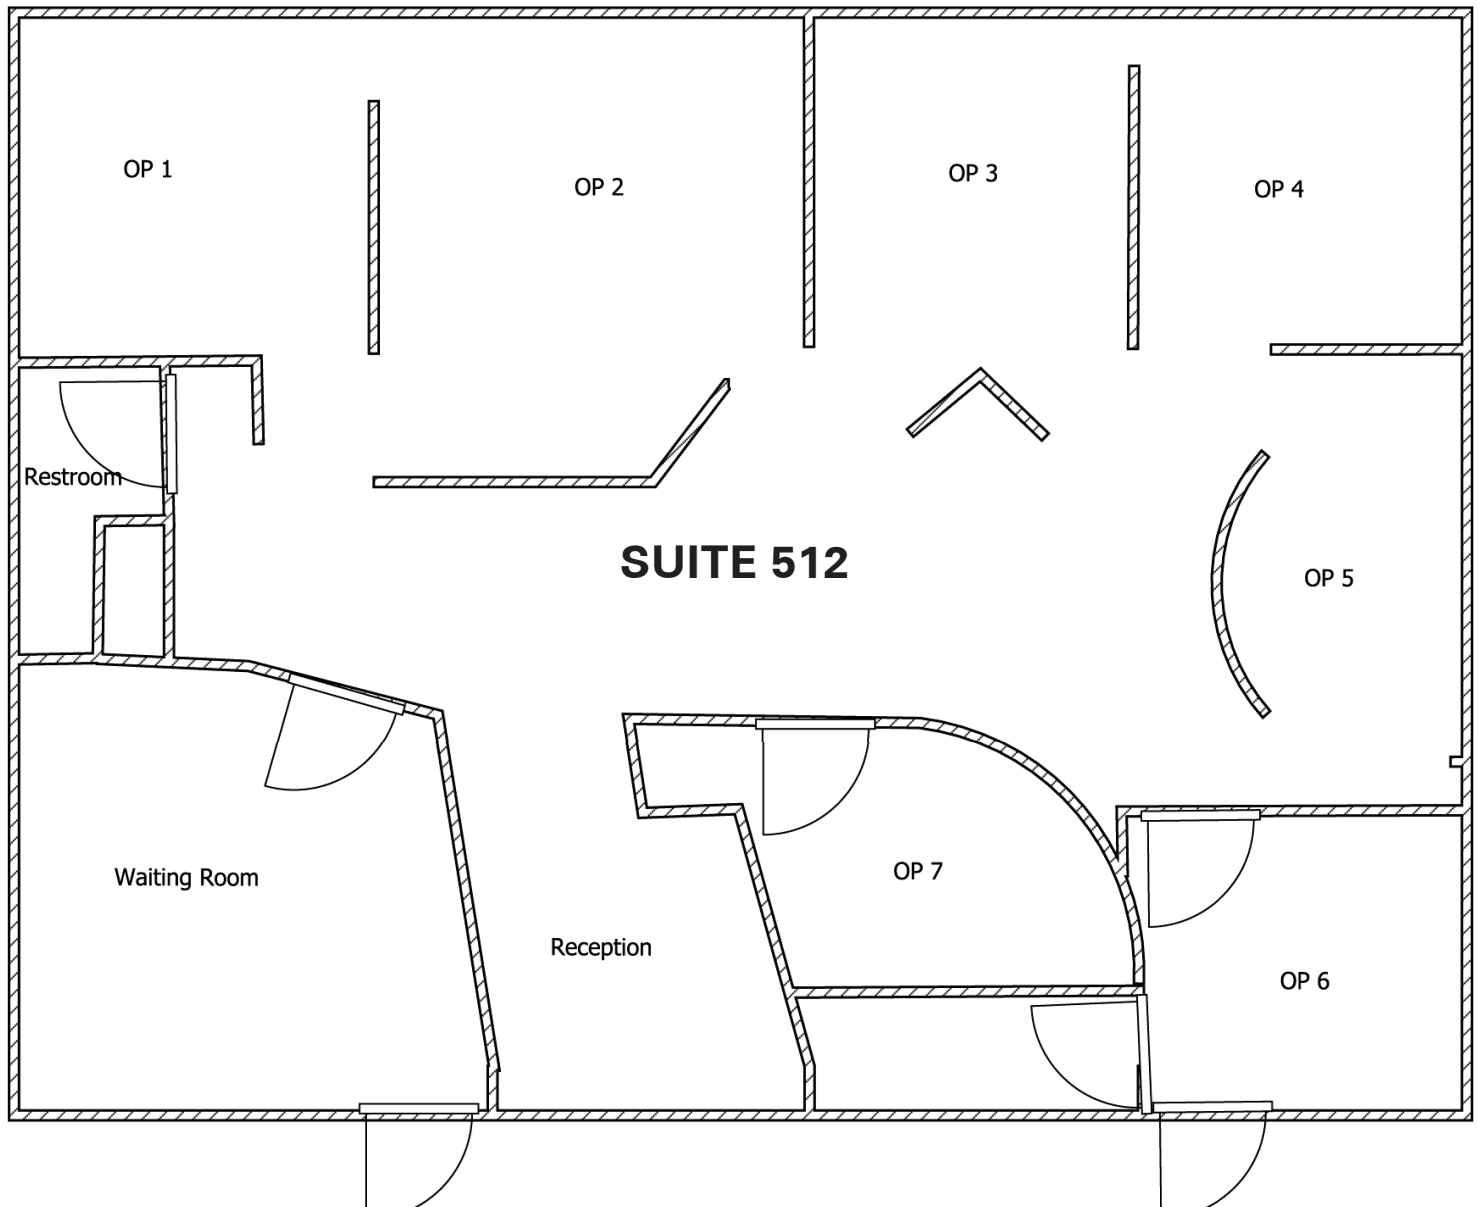 OP 1
OP 2
OP 3
OP 4
Restroom
SUITE 512
OP 5
Waiting Room
OP 7
Reception
OP 6